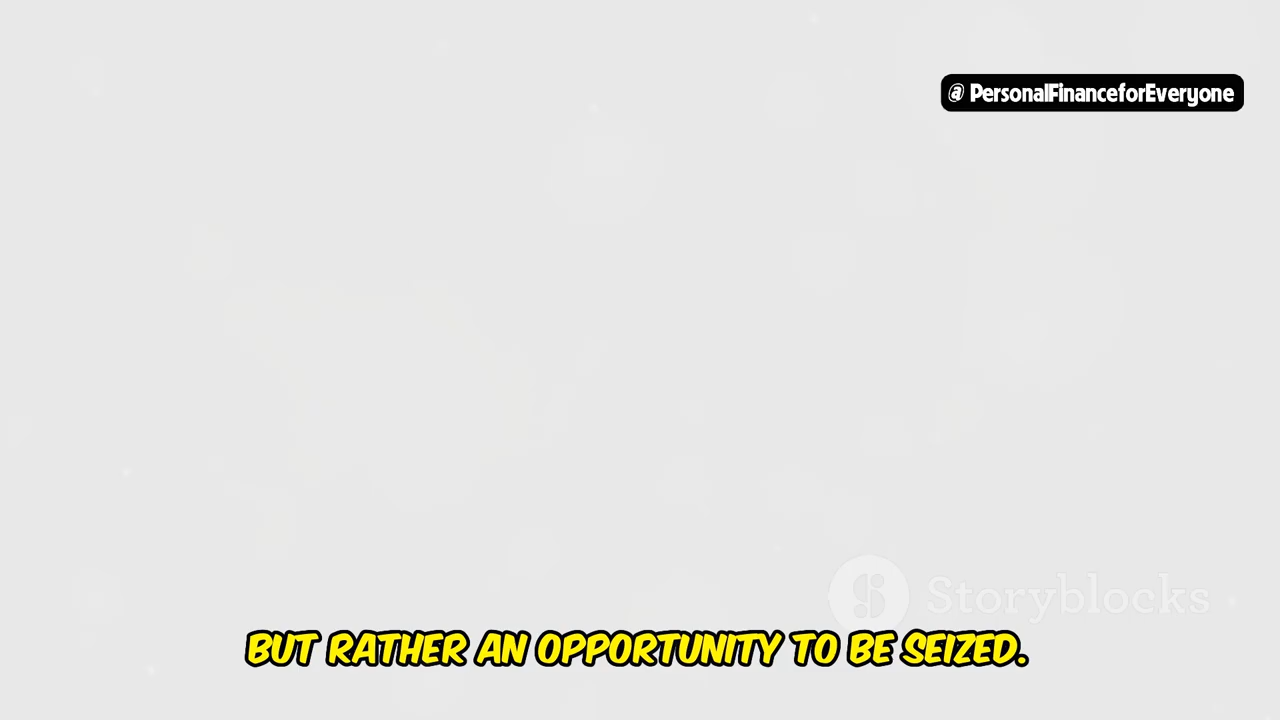 @ PersonalFinanceforEveryone
Storyblocks
BUT RATHER AN OPPORTUNITY TO BE SEIZED.